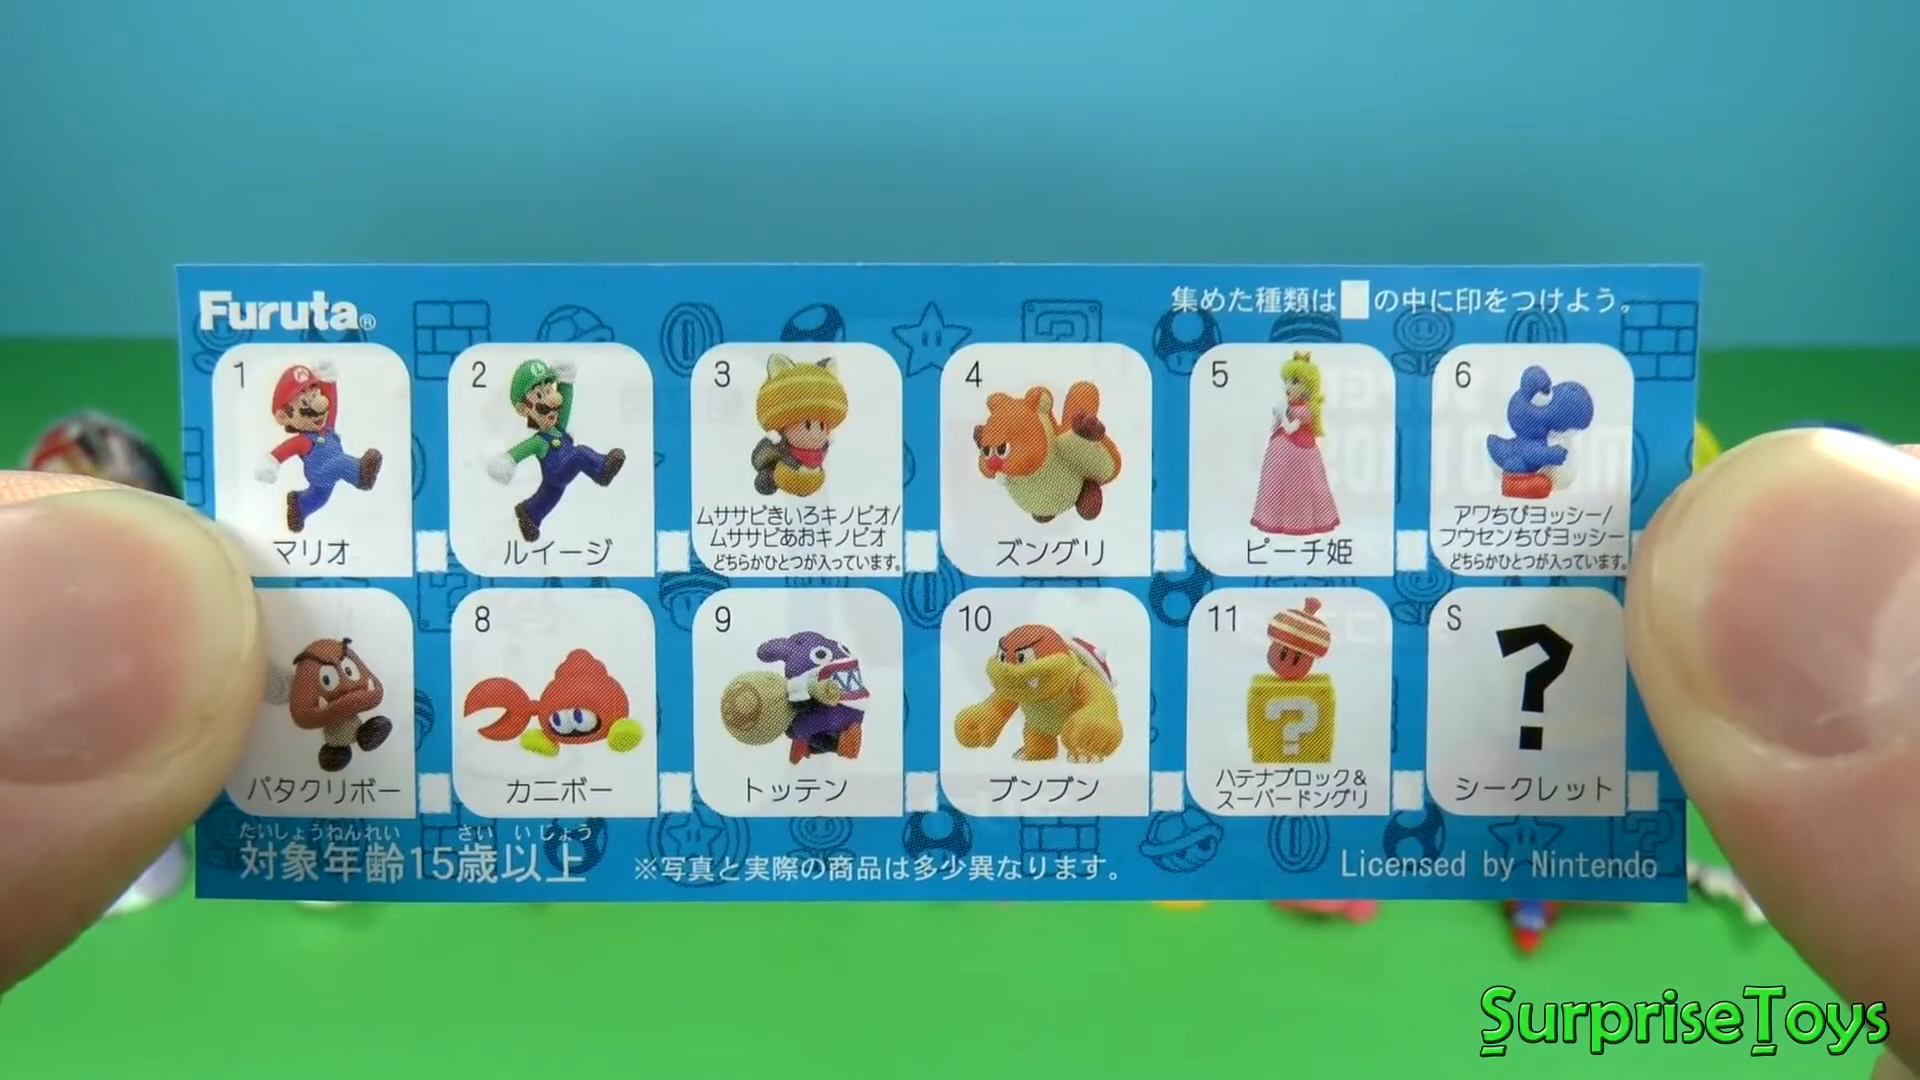 Furuta®
集めた種類は□の中に印をつけよう。
1
マリオ
2
ルイージ
3
ムササビきいろキノピオ/
ムササビあおキノピオ
どちらかひとつが入っています。
4
ズングリ
5
ピーチ姫
6
アワちびヨッシー/
フウセンちびヨッシー
どちらかひとつが入っています。
パタクリボー
8
カニボー
9
トッテン
10
ブンブン
11
ハテナブロック&
スーパードングリ
S
?
シークレット
たいしょうねんれい さい いじょう
対象年齢15歳以上
※写真と実際の商品は多少異なります。
Licensed by Nintendo
SurpriseToys